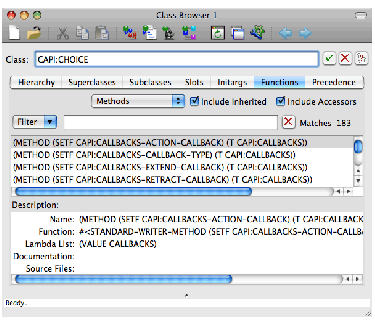 Class Browser 1
Class: CAPI:CHOICE
Hierarchy Superclasses Subclasses Slots Initargs Functions Precedence
Methods Include Inherited Include Accessors
Filter Matches 183
(METHOD (SETF CAPI:CALLBACKS-ACTION-CALLBACK) (T CAPI:CALLBACKS))
(METHOD (SETF CAPI:CALLBACKS-CALLBACK-TYPE) (T CAPI:CALLBACKS))
(METHOD (SETF CAPI:CALLBACKS-EXTEND-CALLBACK) (T CAPI:CALLBACKS))
(METHOD (SETF CAPI:CALLBACKS-RETRACT-CALLBACK) (T CAPI:CALLBACKS))
Description:
Name: (METHOD (SETF CAPI:CALLBACKS-ACTION-CALLBACK) (T CAPI:CALLBACK
Function: #<STANDARD-WRITER-METHOD (SETF CAPI:CALLBACKS-ACTION-CALLB
Lambda List: (VALUE CALLBACKS)
Documentation:
Source Files:
Ready.